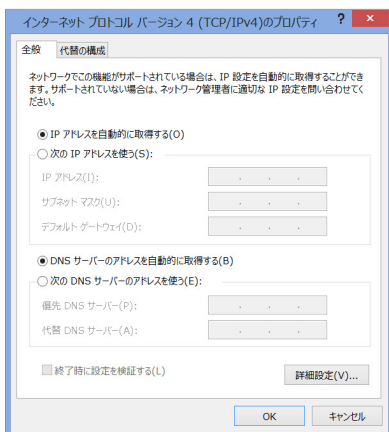 インターネット プロトコル バージョン 4 (TCP/IPv4)のプロパティ ? ×
全般 代替の構成
ネットワークでこの機能がサポートされている場合は、IP 設定を自動的に取得することができ
ます。サポートされていない場合は、ネットワーク管理者に適切な IP 設定を問い合わせてく
ださい。
IP アドレスを自動的に取得する(O)
次の IP アドレスを使う(S):
IP アドレス(I):
サブネット マスク(U):
デフォルト ゲートウェイ(D):
DNS サーバーのアドレスを自動的に取得する(B)
次の DNS サーバーのアドレスを使う(E):
優先 DNS サーバー(P):
代替 DNS サーバー(A):
終了時に設定を検証する(L)
詳細設定(V)...
OK キャンセル